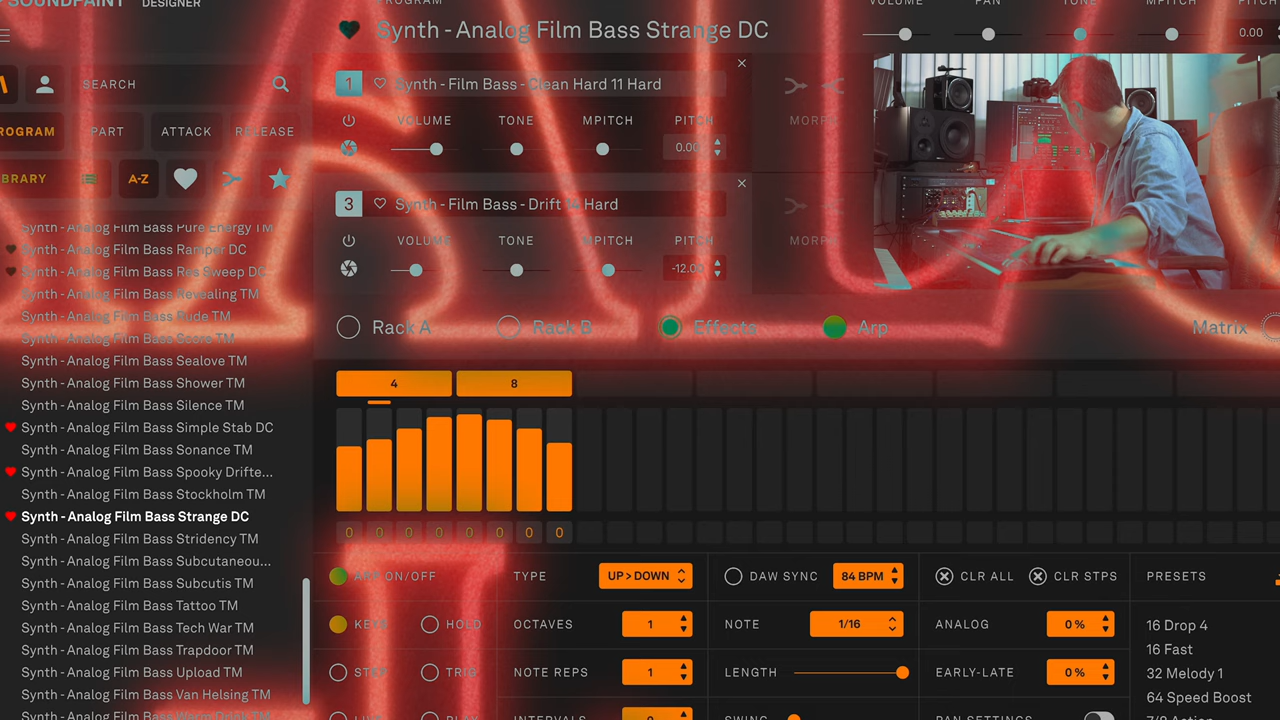 SOUNDPAINT DESIGNER
PROGRAM
Synth - Analog Film Bass Strange DC
VOLUME PAN TONE MPITCH PITCH
0.00
SEARCH
PROGRAM PART ATTACK RELEASE
LIBRARY A-Z
1 Synth - Film Bass - Clean Hard 11 Hard
VOLUME TONE MPITCH PITCH
0.00
MORPH
3 Synth - Film Bass - Drift 14 Hard
VOLUME TONE MPITCH PITCH
-12.00
MORPH
Synth - Analog Film Bass Pure Energy TM
Synth - Analog Film Bass Ramper DC
Synth - Analog Film Bass Res Sweep DC
Synth - Analog Film Bass Revealing TM
Synth - Analog Film Bass Rude TM
Synth - Analog Film Bass Score TM
Synth - Analog Film Bass Sealove TM
Synth - Analog Film Bass Shower TM
Synth - Analog Film Bass Silence TM
Synth - Analog Film Bass Simple Stab DC
Synth - Analog Film Bass Sonance TM
Synth - Analog Film Bass Spooky Drifte...
Synth - Analog Film Bass Stockholm TM
Synth - Analog Film Bass Strange DC
Synth - Analog Film Bass Stridency TM
Synth - Analog Film Bass Subcutaneou...
Synth - Analog Film Bass Subcutis TM
Synth - Analog Film Bass Tattoo TM
Synth - Analog Film Bass Tech War TM
Synth - Analog Film Bass Trapdoor TM
Synth - Analog Film Bass Upload TM
Synth - Analog Film Bass Van Helsing TM
Rack A Rack B Effects Arp Matrix
4 8
0 0 0 0 0 0 0 0
ARP ON/OFF TYPE UP > DOWN DAW SYNC 84 BPM CLR ALL CLR STPS PRESETS
KEYS HOLD OCTAVES 1 NOTE 1/16 ANALOG 0 %
STEP TRIG NOTE REPS 1 LENGTH EARLY-LATE 0 %
LIVE PLAY INTERVALS 0 SWING PAN SETTINGS
16 Drop 4
16 Fast
32 Melody 1
64 Speed Boost